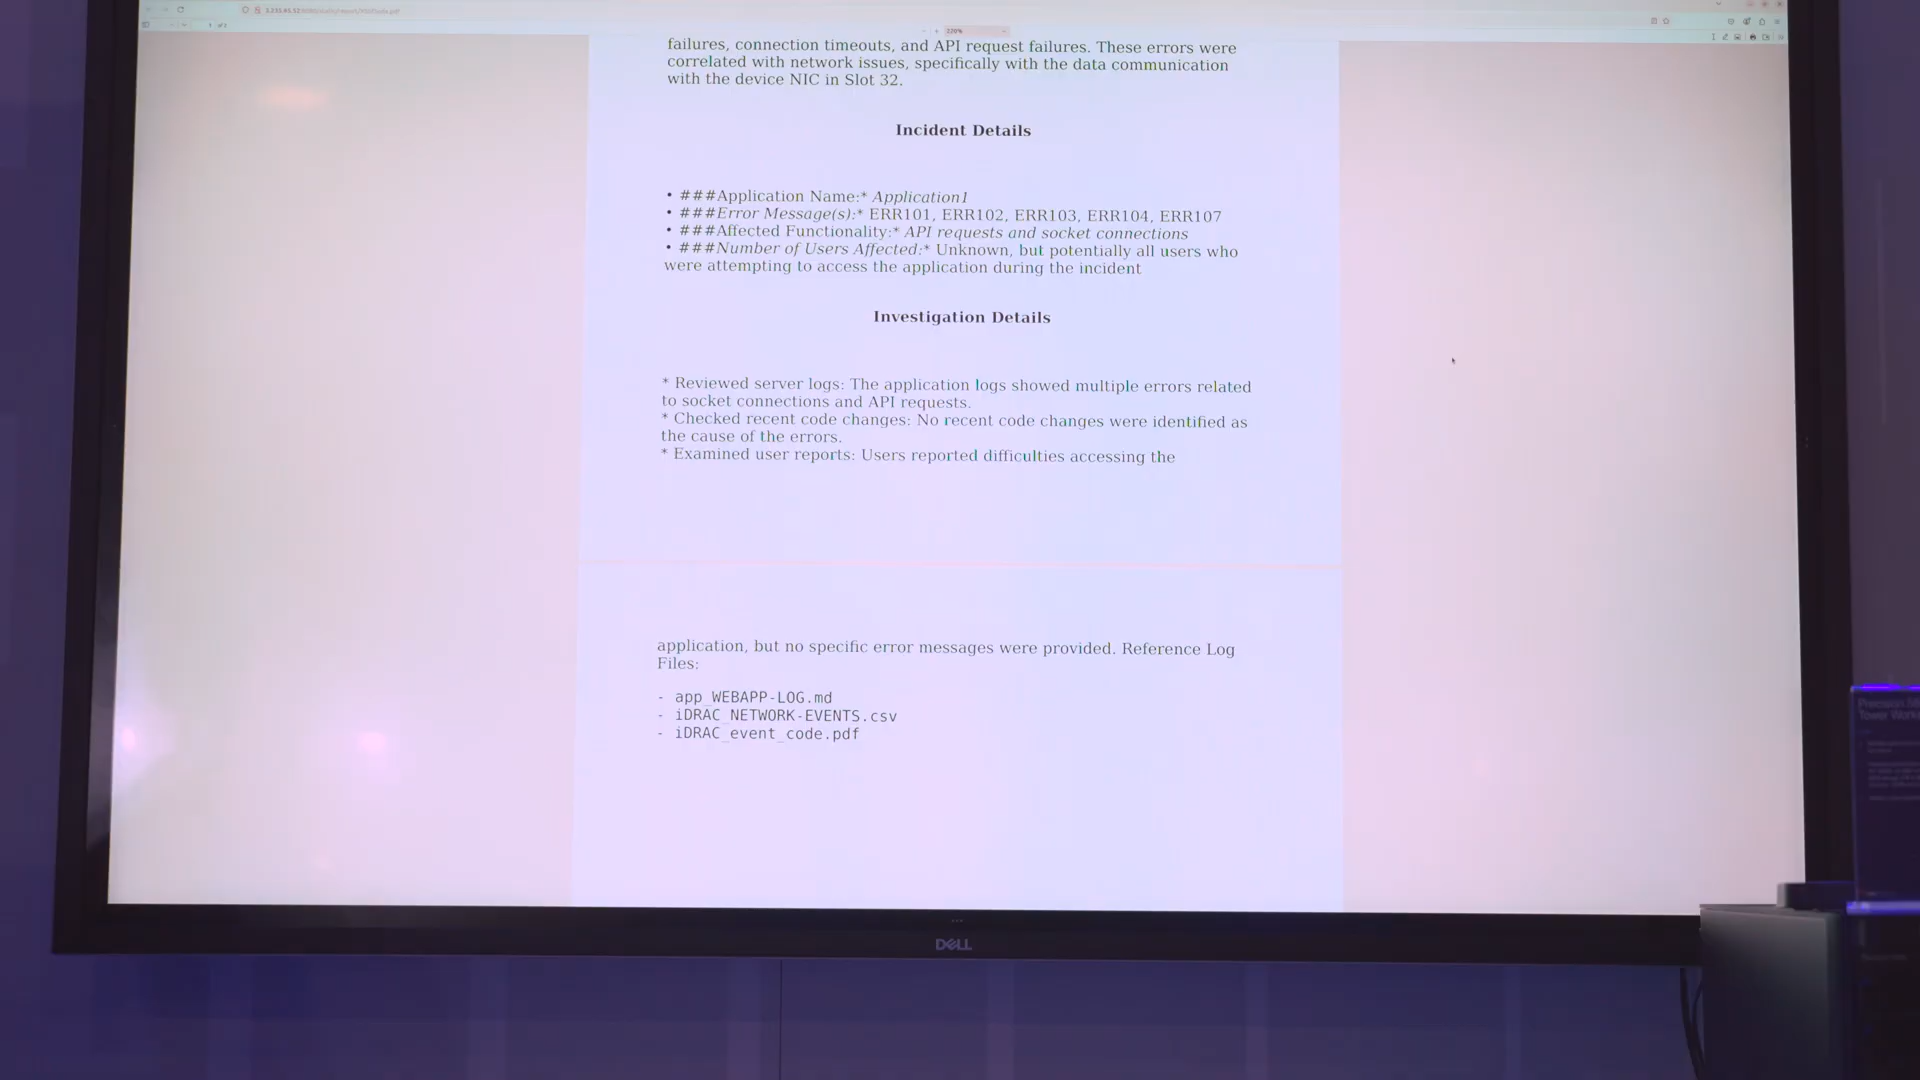 220%
failures, connection timeouts, and API request failures. These errors were
correlated with network issues, specifically with the data communication
with the device NIC in Slot 32.
Incident Details
• ###Application Name:* Application1
• ###Error Message(s):* ERR101, ERR102, ERR103, ERR104, ERR107
• ###Affected Functionality:* API requests and socket connections
• ###Number of Users Affected:* Unknown, but potentially all users who
were attempting to access the application during the incident
Investigation Details
* Reviewed server logs: The application logs showed multiple errors related
to socket connections and API requests.
* Checked recent code changes: No recent code changes were identified as
the cause of the errors.
* Examined user reports: Users reported difficulties accessing the
application, but no specific error messages were provided. Reference Log
Files:
- app_WEBAPP-LOG.md
- iDRAC_NETWORK-EVENTS.csv
- iDRAC_event_code.pdf
DELL
Precision
Tower